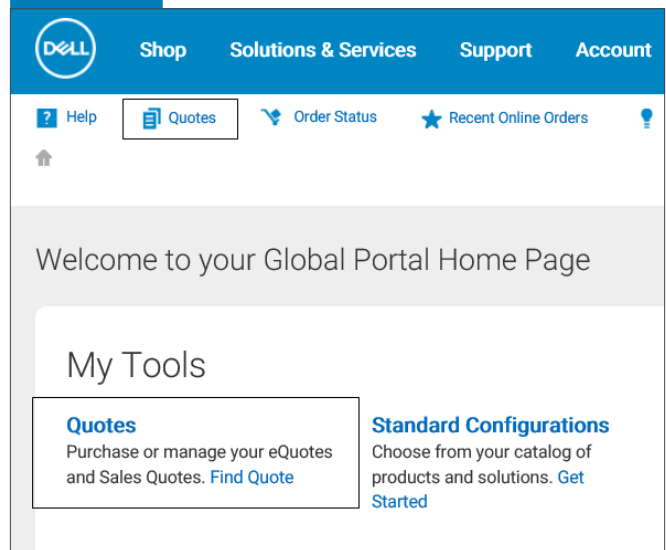 DELL Shop Solutions & Services Support Account
? Help Quotes Order Status Recent Online Orders
Welcome to your Global Portal Home Page
My Tools
Quotes
Purchase or manage your eQuotes
and Sales Quotes. Find Quote
Standard Configurations
Choose from your catalog of
products and solutions. Get
Started